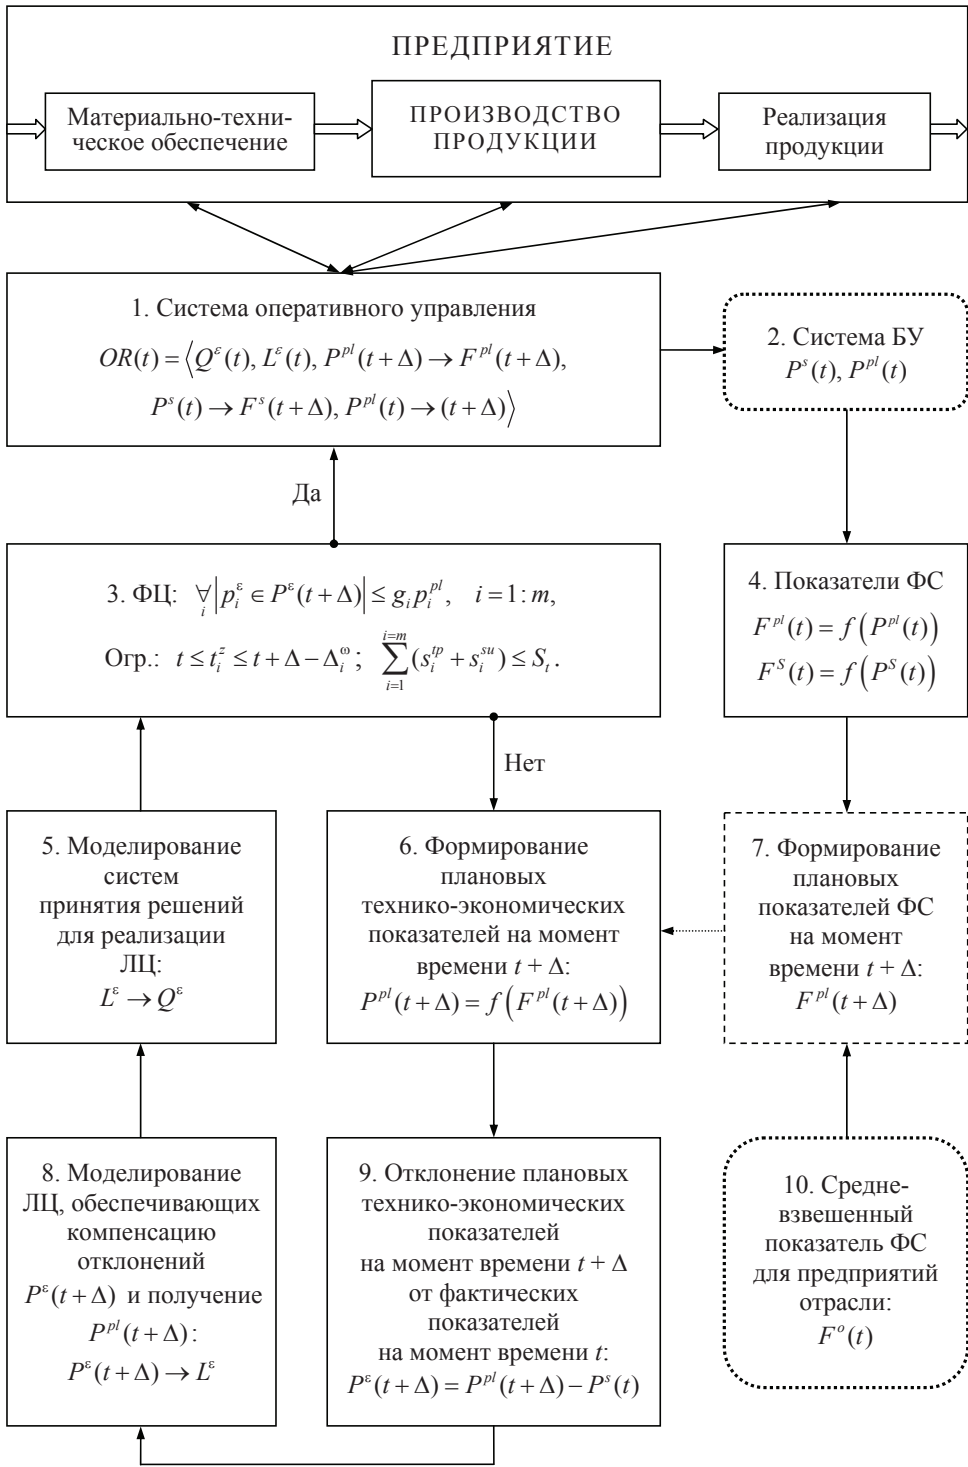 ПРЕДПРИЯТИЕ
Материально-техни-
ческое обеспечение
ПРОИЗВОДСТВО
ПРОДУКЦИИ
Реализация
продукции
1. Система оперативного управления
OR(t) = ⟨Q^ε(t), L^ε(t), P^{pl}(t + Δ) → F^{pl}(t + Δ),
P^s(t) → F^s(t + Δ), P^{pl}(t) → (t + Δ)⟩
2. Система БУ
P^s(t), P^{pl}(t)
Да
3. ФЦ: ∀_i |p_i^ε ∈ P^ε(t + Δ)| ≤ g_i p_i^{pl}, i = 1 : m,
Огр.: t ≤ t_i^z ≤ t + Δ − Δ_i^ω ; ∑_{i=1}^{i=m} (s_i^{tp} + s_i^{su}) ≤ S_t .
4. Показатели ФС
F^{pl}(t) = f(P^{pl}(t))
F^S(t) = f(P^S(t))
Нет
5. Моделирование
систем
принятия решений
для реализации
ЛЦ:
L^ε → Q^ε
6. Формирование
плановых
технико-экономических
показателей на момент
времени t + Δ:
P^{pl}(t + Δ) = f(F^{pl}(t + Δ))
7. Формирование
плановых
показателей ФС
на момент
времени t + Δ:
F^{pl}(t + Δ)
8. Моделирование
ЛЦ, обеспечивающих
компенсацию
отклонений
P^ε(t + Δ) и получение
P^{pl}(t + Δ) :
P^ε(t + Δ) → L^ε
9. Отклонение плановых
технико-экономических
показателей
на момент времени t + Δ
от фактических
показателей
на момент времени t:
P^ε(t + Δ) = P^{pl}(t + Δ) − P^s(t)
10. Средне-
взвешенный
показатель ФС
для предприятий
отрасли:
F^o(t)